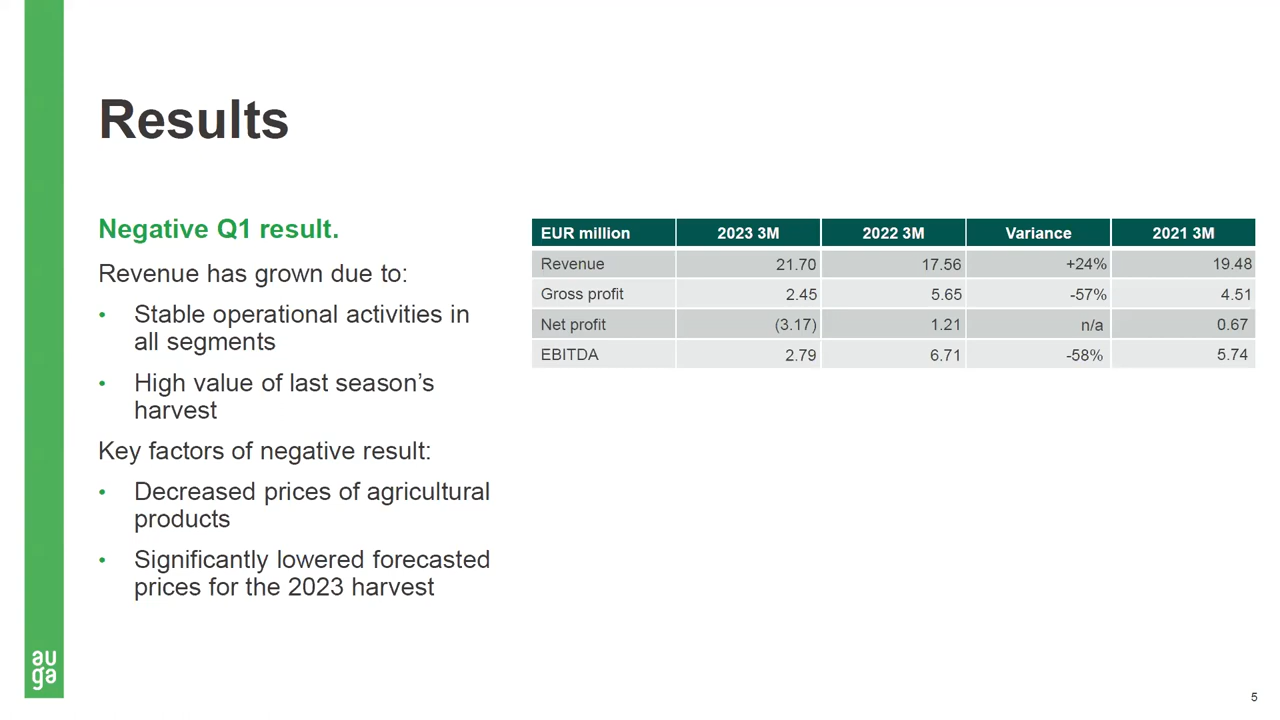 Results
Negative Q1 result.
Revenue has grown due to:
• Stable operational activities in
all segments
• High value of last season’s
harvest
Key factors of negative result:
• Decreased prices of agricultural
products
• Significantly lowered forecasted
prices for the 2023 harvest
EUR million 2023 3M 2022 3M Variance 2021 3M
Revenue 21.70 17.56 +24% 19.48
Gross profit 2.45 5.65 -57% 4.51
Net profit (3.17) 1.21 n/a 0.67
EBITDA 2.79 6.71 -58% 5.74
au
ga
5